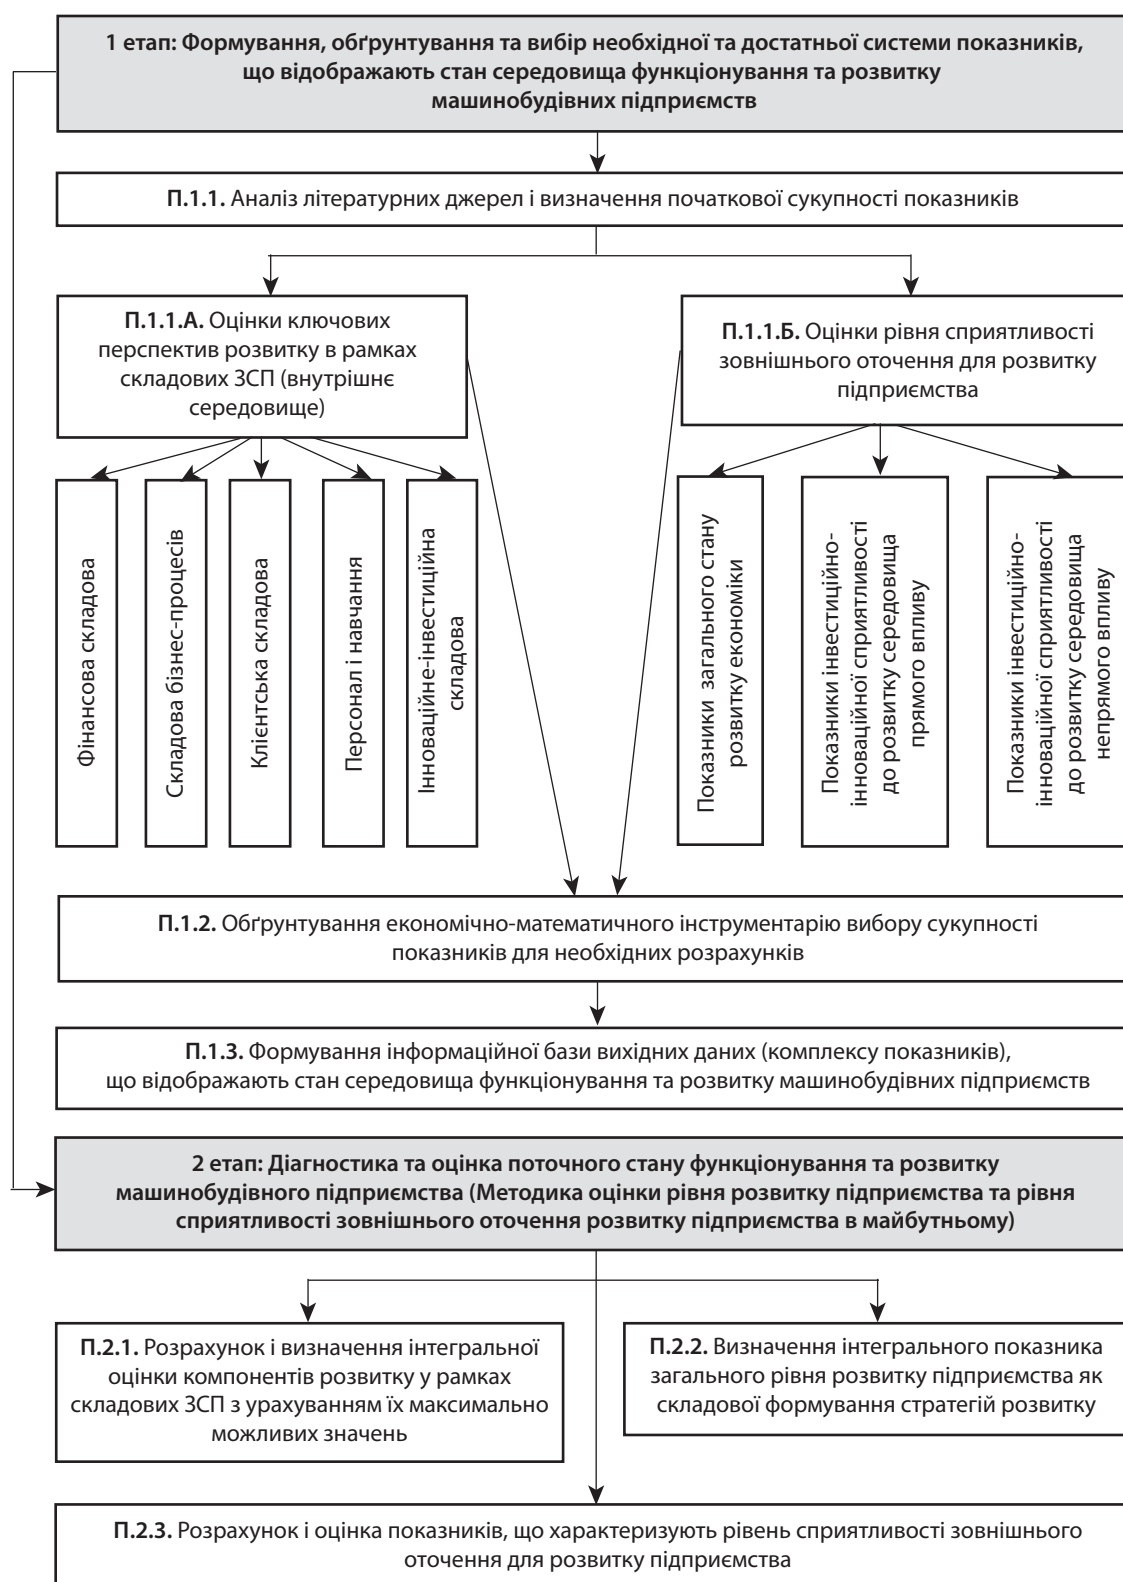 1 етап: Формування, обґрунтування та вибір необхідної та достатньої системи показників,
що відображають стан середовища функціонування та розвитку
машинобудівних підприємств
П.1.1. Аналіз літературних джерел і визначення початкової сукупності показників
П.1.1.А. Оцінки ключових
перспектив розвитку в рамках
складових ЗСП (внутрішнє
середовище)
П.1.1.Б. Оцінки рівня сприятливості
зовнішнього оточення для розвитку
підприємства
Фінансова складова
Складова бізнес-процесів
Клієнтська складова
Персонал і навчання
Інноваційне-інвестиційна
складова
Показники загального стану
розвитку економіки
Показники інвестиційно-
інноваційної сприятливості
до розвитку середовища
прямого впливу
Показники інвестиційно-
інноваційної сприятливості
до розвитку середовища
непрямого впливу
П.1.2. Обґрунтування економічно-математичного інструментарію вибору сукупності
показників для необхідних розрахунків
П.1.3. Формування інформаційної бази вихідних даних (комплексу показників),
що відображають стан середовища функціонування та розвитку машинобудівних підприємств
2 етап: Діагностика та оцінка поточного стану функціонування та розвитку
машинобудівного підприємства (Методика оцінки рівня розвитку підприємства та рівня
сприятливості зовнішнього оточення розвитку підприємства в майбутньому)
П.2.1. Розрахунок і визначення інтегральної
оцінки компонентів розвитку у рамках
складових ЗСП з урахуванням їх максимально
можливих значень
П.2.2. Визначення інтегрального показника
загального рівня розвитку підприємства як
складової формування стратегій розвитку
П.2.3. Розрахунок і оцінка показників, що характеризують рівень сприятливості зовнішнього
оточення для розвитку підприємства